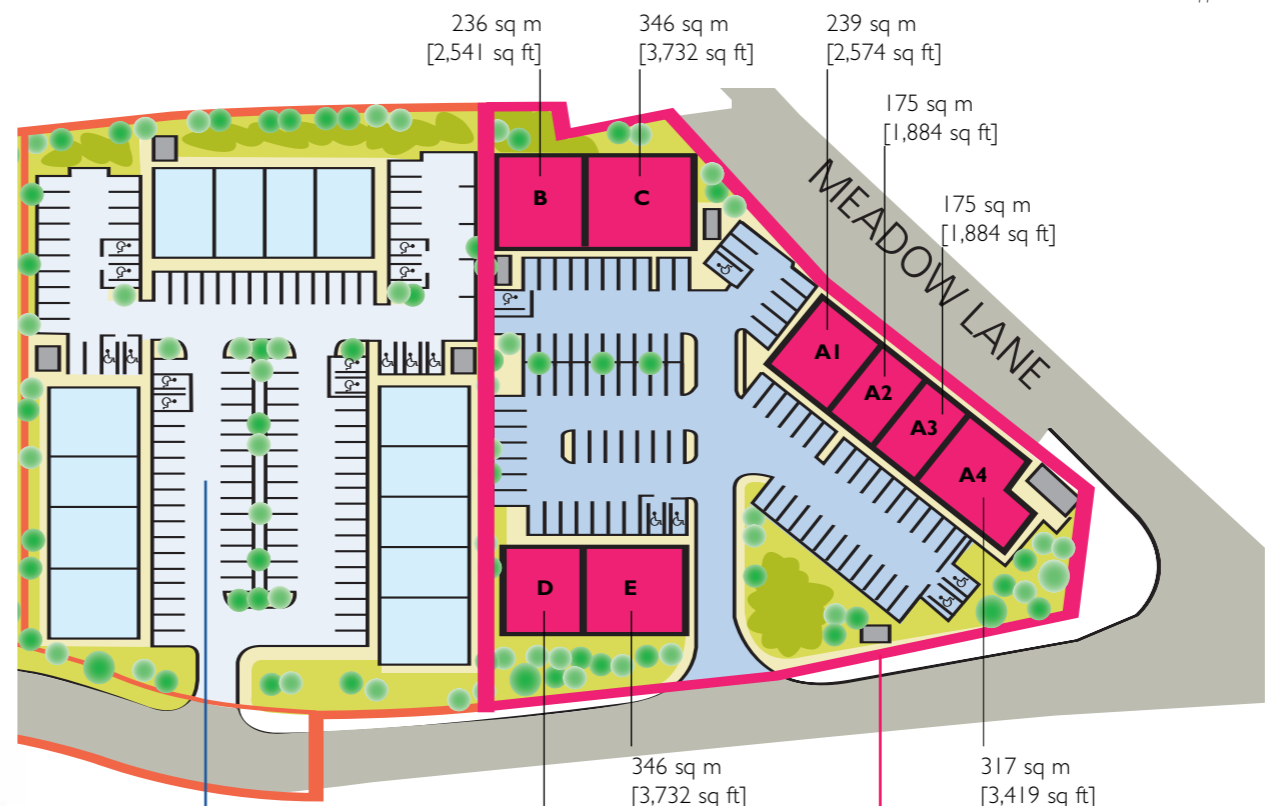 236 sq m
[2,541 sq ft]
346 sq m
[3,732 sq ft]
239 sq m
[2,574 sq ft]
175 sq m
[1,884 sq ft]
175 sq m
[1,884 sq ft]
MEADOW LANE
B
C
A1
A2
A3
A4
D
E
346 sq m
[3,732 sq ft]
317 sq m
[3,419 sq ft]